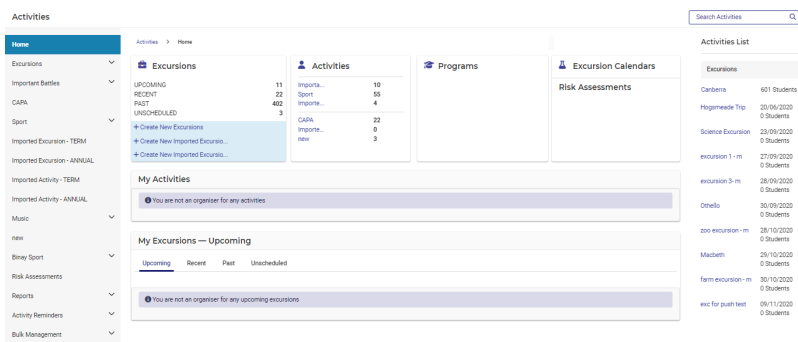 Activities
Search Activities
Home
Excursions
Important Battles
CAPA
Sport
Imported Excursion - TERM
Imported Excursion - ANNUAL
Imported Activity - TERM
Imported Activity - ANNUAL
Music
new
Binay Sport
Risk Assessments
Reports
Activity Reminders
Bulk Management
Activities > Home
Excursions
UPCOMING 11
RECENT 22
PAST 402
UNSCHEDULED 3
+ Create New Excursions
+ Create New Imported Excursio...
+ Create New Imported Excursio...
Activities
Importa... 10
Sport 55
Importe... 4
CAPA 22
Importe... 0
new 3
Programs
Excursion Calendars
Risk Assessments
My Activities
You are not an organiser for any activities
My Excursions — Upcoming
Upcoming Recent Past Unscheduled
You are not an organiser for any upcoming excursions
Activities List
Excursions
Canberra 601 Students
Hogsmeade Trip 20/06/2020
0 Students
Science Excursion 23/09/2020
0 Students
excursion 1 - m 27/09/2020
0 Students
excursion 3- m 28/09/2020
0 Students
Othello 30/09/2020
0 Students
zoo excursion - m 28/10/2020
0 Students
Macbeth 29/10/2020
0 Students
farm excursion - m 30/10/2020
0 Students
exc for push test 09/11/2020
0 Students